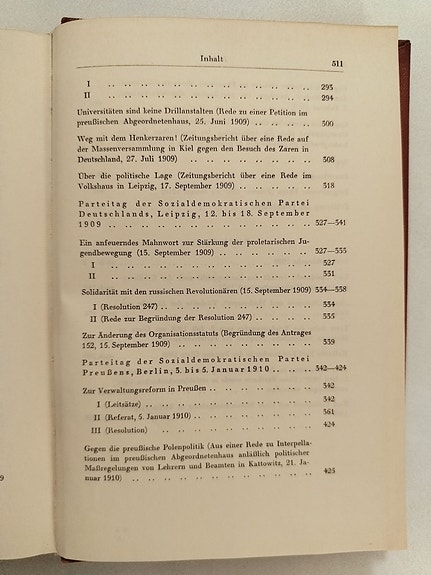 Inhalt 511
I .. .. .. .. .. .. .. .. .. .. .. .. .. .. 293
II .. .. .. .. .. .. .. .. .. .. .. .. .. .. 294
Universitäten sind keine Drillanstalten (Rede zu einer Petition im
preußischen Abgeordnetenhaus, 25. Juni 1909) .. .. .. .. .. 300
Weg mit dem Henkerzaren! (Zeitungsbericht über eine Rede auf
der Massenversammlung in Kiel gegen den Besuch des Zaren in
Deutschland, 27. Juli 1909) .. .. .. .. .. .. .. .. 308
Über die politische Lage (Zeitungsbericht über eine Rede im
Volkshaus in Leipzig, 17. September 1909) .. .. .. .. .. 318
Parteitag der Sozialdemokratischen Partei
Deutschlands, Leipzig, 12. bis 18. September
1909 .. .. .. .. .. .. .. .. .. .. .. .. 327—341
Ein anfeuerndes Mahnwort zur Stärkung der proletarischen Ju-
gendbewegung (15. September 1909) .. .. .. .. .. .. 327—333
I .. .. .. .. .. .. .. .. .. .. .. .. .. 327
II .. .. .. .. .. .. .. .. .. .. .. .. .. 331
Solidarität mit den russischen Revolutionären (15. September 1909) 334—338
I (Resolution 247) .. .. .. .. .. .. .. .. .. .. 334
II (Rede zur Begründung der Resolution 247) .. .. .. .. .. 335
Zur Änderung des Organisationsstatuts (Begründung des Antrages
152, 15. September 1909) .. .. .. .. .. .. .. .. .. 339
Parteitag der Sozialdemokratischen Partei
Preußens, Berlin, 3. bis 5. Januar 1910 .. .. .. 342—424
Zur Verwaltungsreform in Preußen .. .. .. .. .. .. .. 342
I (Leitsätze) .. .. .. .. .. .. .. .. .. .. .. 342
II (Referat, 5. Januar 1910) .. .. .. .. .. .. .. .. 361
III (Resolution) .. .. .. .. .. .. .. .. .. .. 424
Gegen die preußische Polenpolitik (Aus einer Rede zu Interpella-
tionen im preußischen Abgeordnetenhaus anläßlich politischer
Maßregelungen von Lehrern und Beamten in Kattowitz, 21. Ja-
nuar 1910) .. .. .. .. .. .. .. .. .. .. .. 425
9